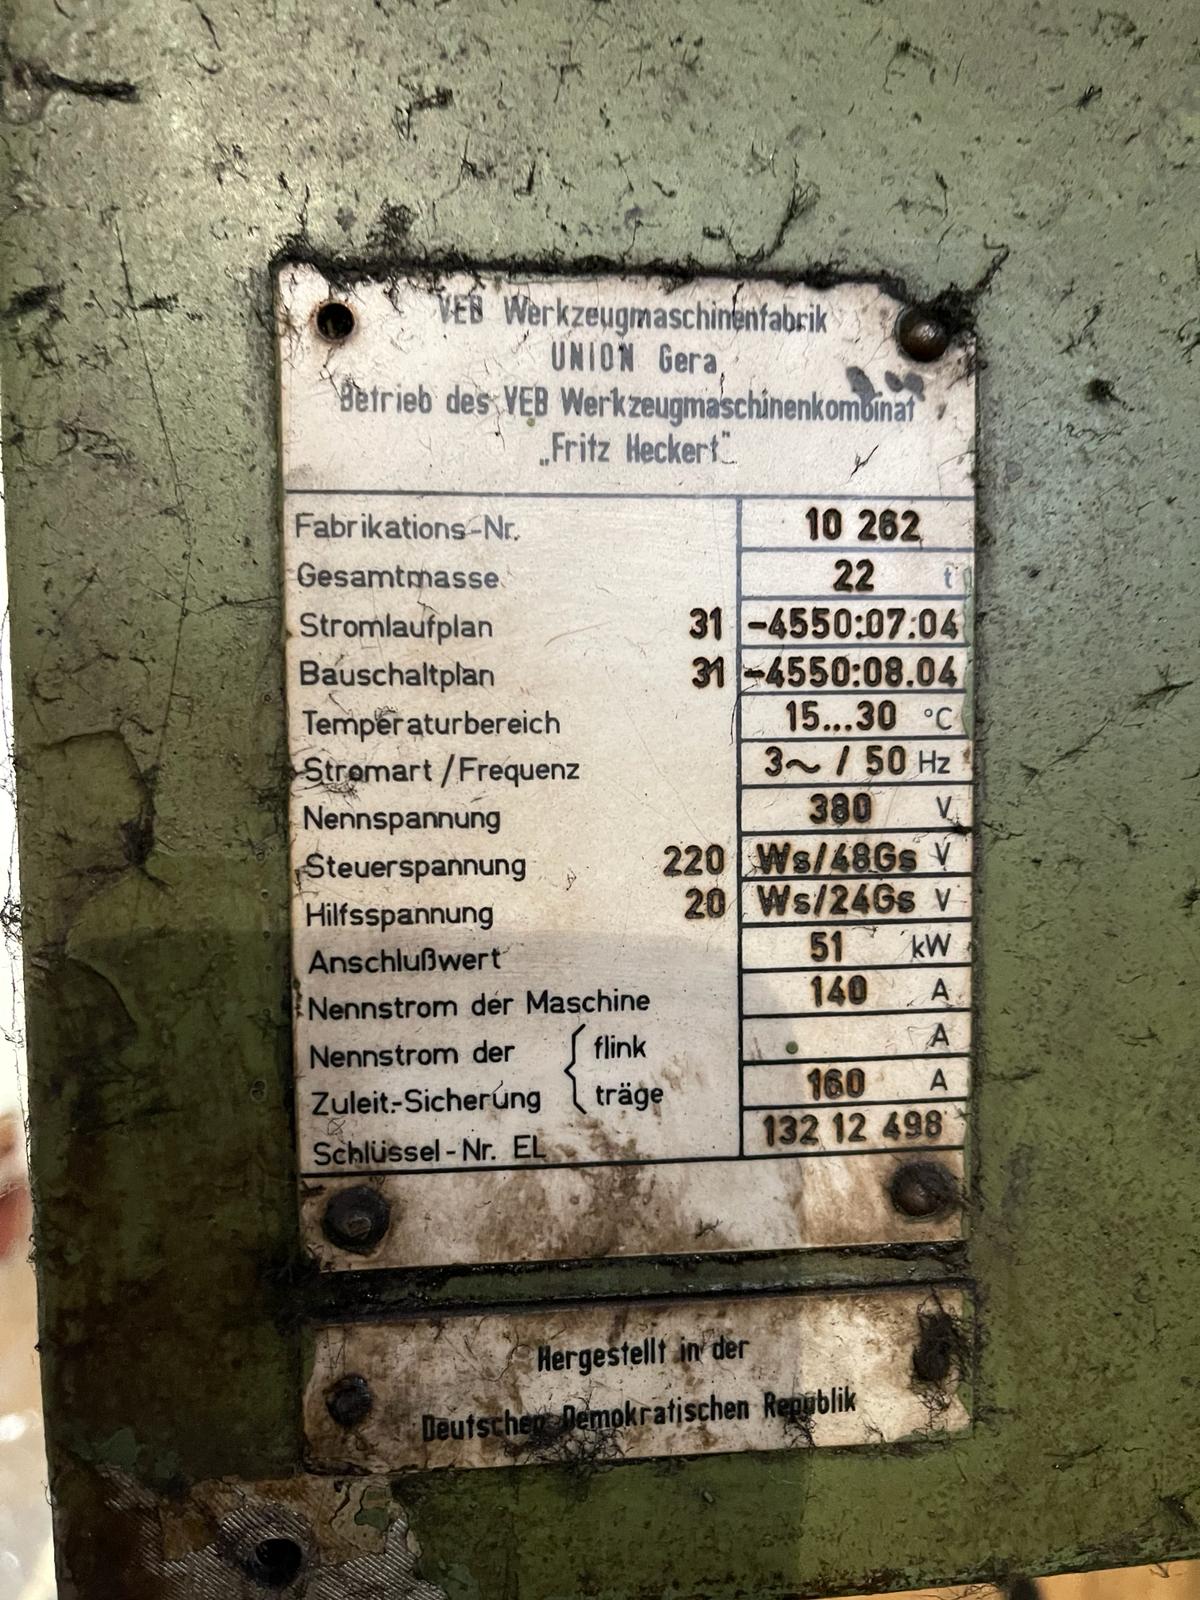 VEB Werkzeugmaschinenfabrik
UNION Gera
Betrieb des VEB Werkzeugmaschinenkombinat
„Fritz Heckert"
Fabrikations-Nr. 10 262
Gesamtmasse 22 t
Stromlaufplan 31 -4550:07:04
Bauschaltplan 31 -4550:08.04
Temperaturbereich 15...30 °C
Stromart / Frequenz 3~ / 50 Hz
Nennspannung 380 V
Steuerspannung 220 Ws/48Gs V
Hilfsspannung 20 Ws/24Gs V
Anschlußwert 51 kW
Nennstrom der Maschine 140 A
Nennstrom der { flink A
Zuleit.-Sicherung träge 160 A
Schlüssel-Nr. EL 132 12 498
Hergestellt in der
Deutschen Demokratischen Republik